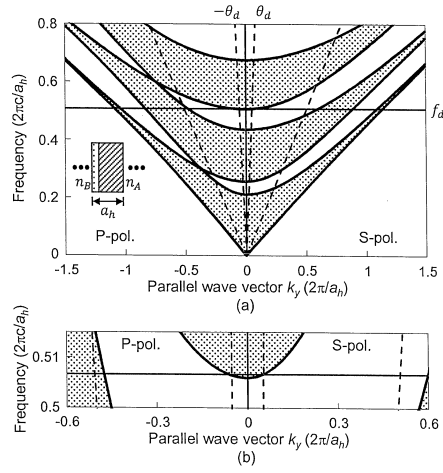 −θd θd
0.8
0.6
0.4
0.2
0
Frequency (2πc/ah)
fd
nB nA
ah
P-pol. S-pol.
-1.5 -1.0 -0.5 0 0.5 1.0 1.5
Parallel wave vector ky (2π/ah)
(a)
P-pol. S-pol.
0.51
0.5
Frequency (2πc/ah)
-0.6 -0.3 0 0.3 0.6
Parallel wave vector ky (2π/ah)
(b)